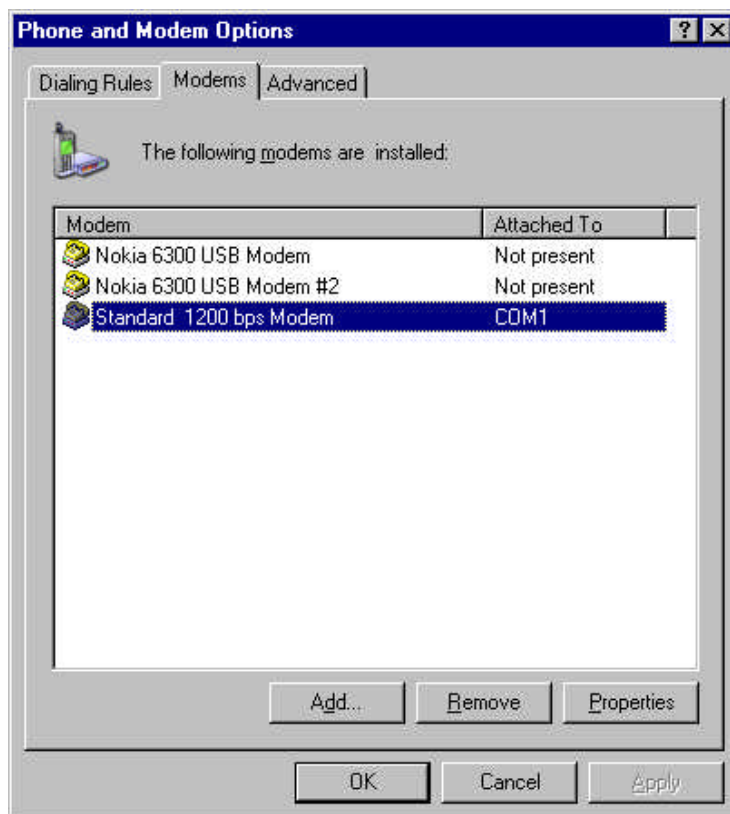 Phone and Modem Options
Dialing Rules Modems Advanced
The following modems are installed:
Modem Attached To
Nokia 6300 USB Modem Not present
Nokia 6300 USB Modem #2 Not present
Standard 1200 bps Modem COM1
Add... Remove Properties
OK Cancel Apply